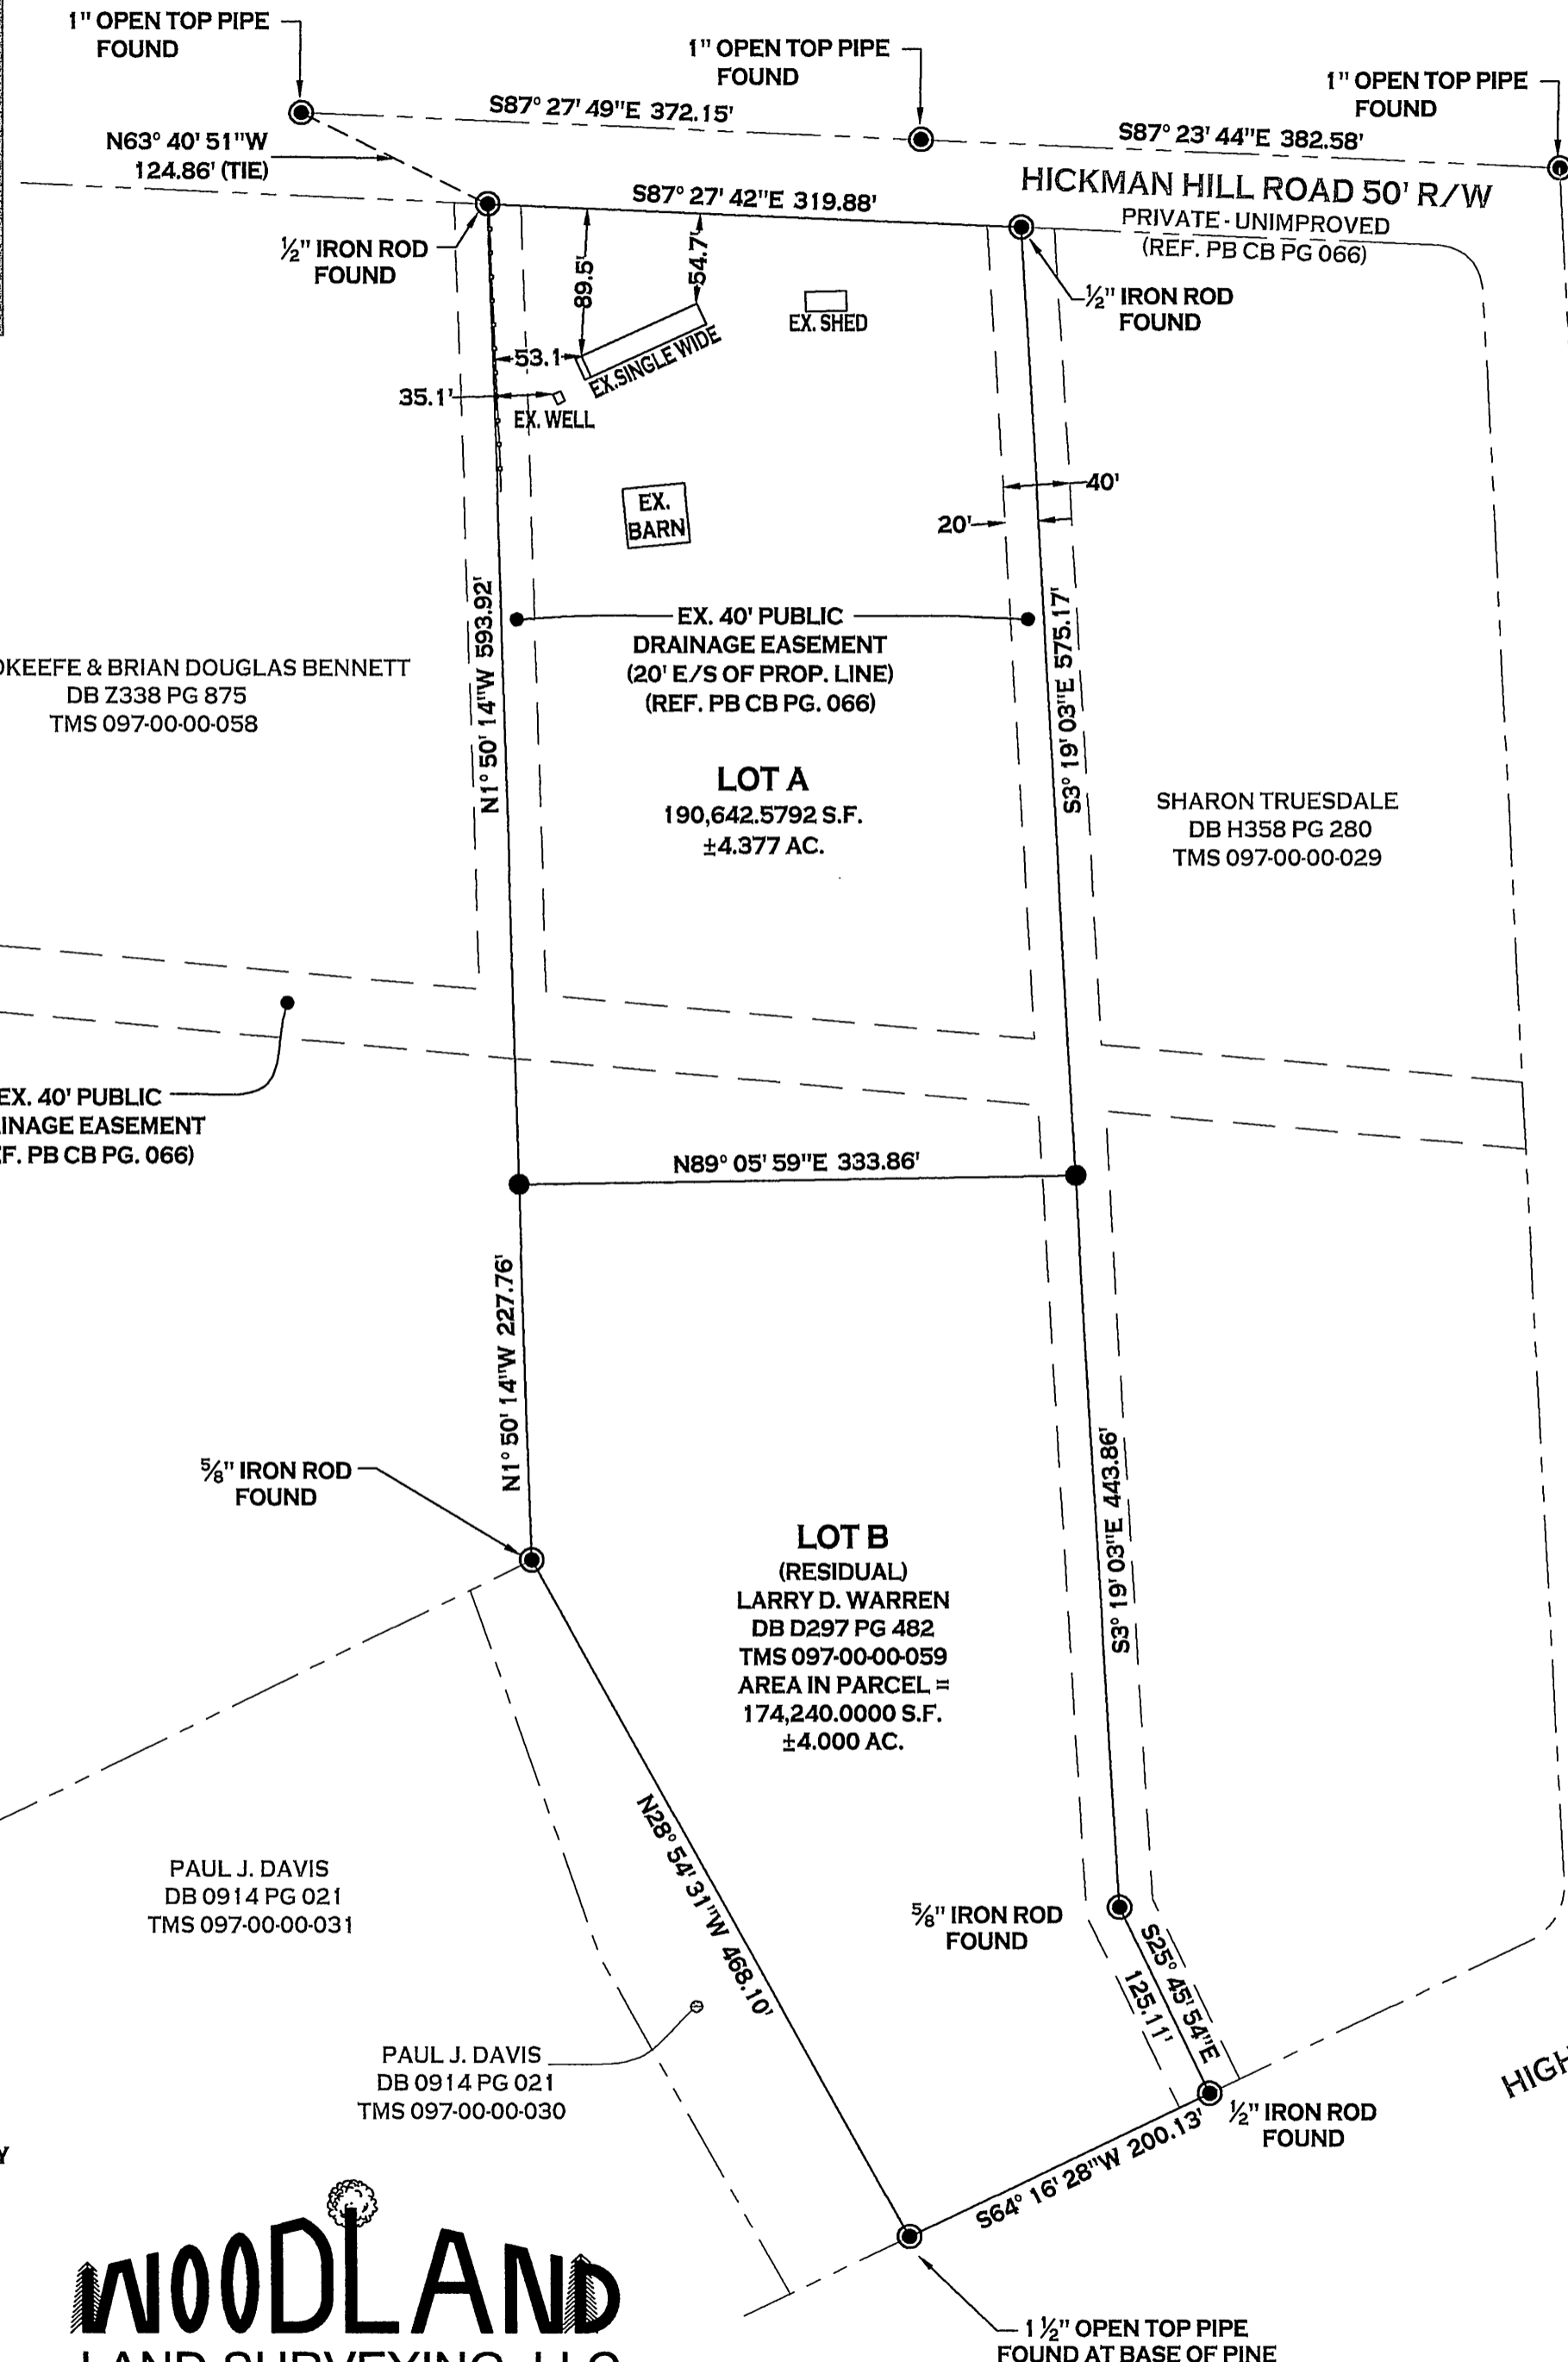 1" OPEN TOP PIPE
FOUND
1" OPEN TOP PIPE
FOUND
1" OPEN TOP PIPE
FOUND
S87° 27' 49"E 372.15'
S87° 23' 44"E 382.58'
N63° 40' 51"W
124.86' (TIE)
S87° 27' 42"E 319.88'
HICKMAN HILL ROAD 50' R/W
PRIVATE - UNIMPROVED
(REF. PB CB PG 066)
½" IRON ROD
FOUND
½" IRON ROD
FOUND
89.5'
54.7'
EX. SHED
53.1
EX.SINGLE WIDE
35.1'
EX. WELL
EX.
BARN
40'
20'
N1° 50' 14"W 593.92'
S3° 19' 03"E 575.17'
EX. 40' PUBLIC
DRAINAGE EASEMENT
(20' E/S OF PROP. LINE)
(REF. PB CB PG. 066)
OKEEFE & BRIAN DOUGLAS BENNETT
DB Z338 PG 875
TMS 097-00-00-058
LOT A
190,642.5792 S.F.
±4.377 AC.
SHARON TRUESDALE
DB H358 PG 280
TMS 097-00-00-029
EX. 40' PUBLIC
INAGE EASEMENT
F. PB CB PG. 066)
N89° 05' 59"E 333.86'
N1° 50' 14"W 227.76'
S3° 19' 03"E 443.86'
⅝" IRON ROD
FOUND
LOT B
(RESIDUAL)
LARRY D. WARREN
DB D297 PG 482
TMS 097-00-00-059
AREA IN PARCEL =
174,240.0000 S.F.
±4.000 AC.
N28° 54' 31"W 468.10'
PAUL J. DAVIS
DB 0914 PG 021
TMS 097-00-00-031
⅝" IRON ROD
FOUND
S25° 45' 54"E
125.11'
PAUL J. DAVIS
DB 0914 PG 021
TMS 097-00-00-030
HIGH
½" IRON ROD
FOUND
S64° 16' 28"W 200.13'
Y
WOODLAND
LAND SURVEYING, LLC
1 ½" OPEN TOP PIPE
FOUND AT BASE OF PINE